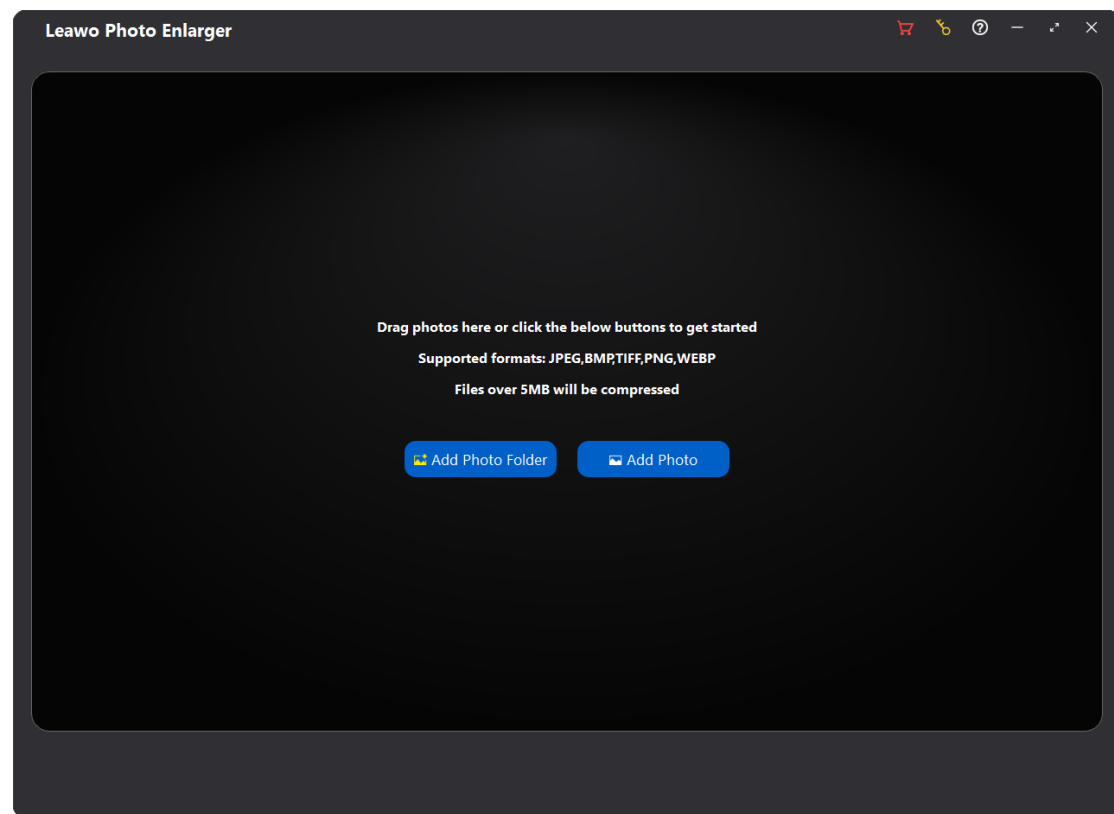 Leawo Photo Enlarger
Drag photos here or click the below buttons to get started
Supported formats: JPEG,BMP,TIFF,PNG,WEBP
Files over 5MB will be compressed
Add Photo Folder
Add Photo